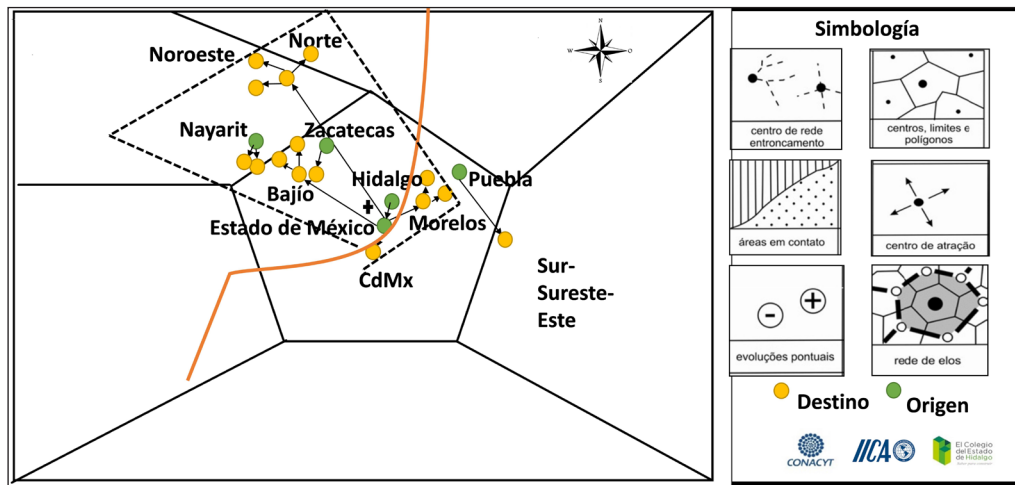 Noroeste
Norte
N
W
O
S
Nayarit
Zacatecas
Bajío
Hidalgo
Puebla
Estado de México
Morelos
CdMx
Sur-
Sureste-
Este
Simbología
centro de rede
entroncamento
centros, limites e
polígonos
áreas em contato
centro de atração
evoluções pontuais
rede de elos
Destino
Origen
CONACYT
IICA
El Colegio
del Estado
de Hidalgo